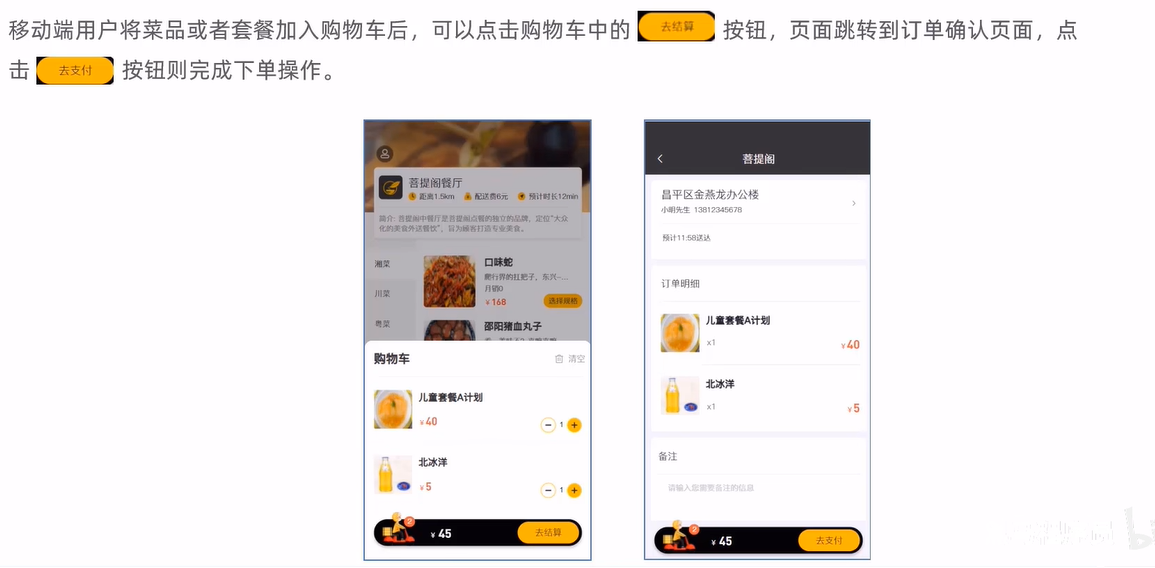 移动端用户将菜品或者套餐加入购物车后，可以点击购物车中的 去结算 按钮，页面跳转到订单确认页面，点
击 去支付 按钮则完成下单操作。
菩提阁餐厅
距离1.5km 配送费6元 预计时长12min
简介: 菩提阁中餐厅是菩提阁点餐的独立的品牌，定位“大众
化的美食外送餐饮”，旨为顾客打造专业美食。
湘菜
川菜
粤菜
口味蛇
爬行界的扛把子，东兴-...
月销0
¥168
选择规格
邵阳猪血丸子
购物车
清空
儿童套餐A计划
¥40
1
北冰洋
¥5
1
2
¥ 45
去结算
菩提阁
昌平区金燕龙办公楼
小明先生 13812345678
预计11:58送达
订单明细
儿童套餐A计划
x1
¥40
北冰洋
x1
¥5
备注
请输入您需要备注的信息
2
¥ 45
去支付